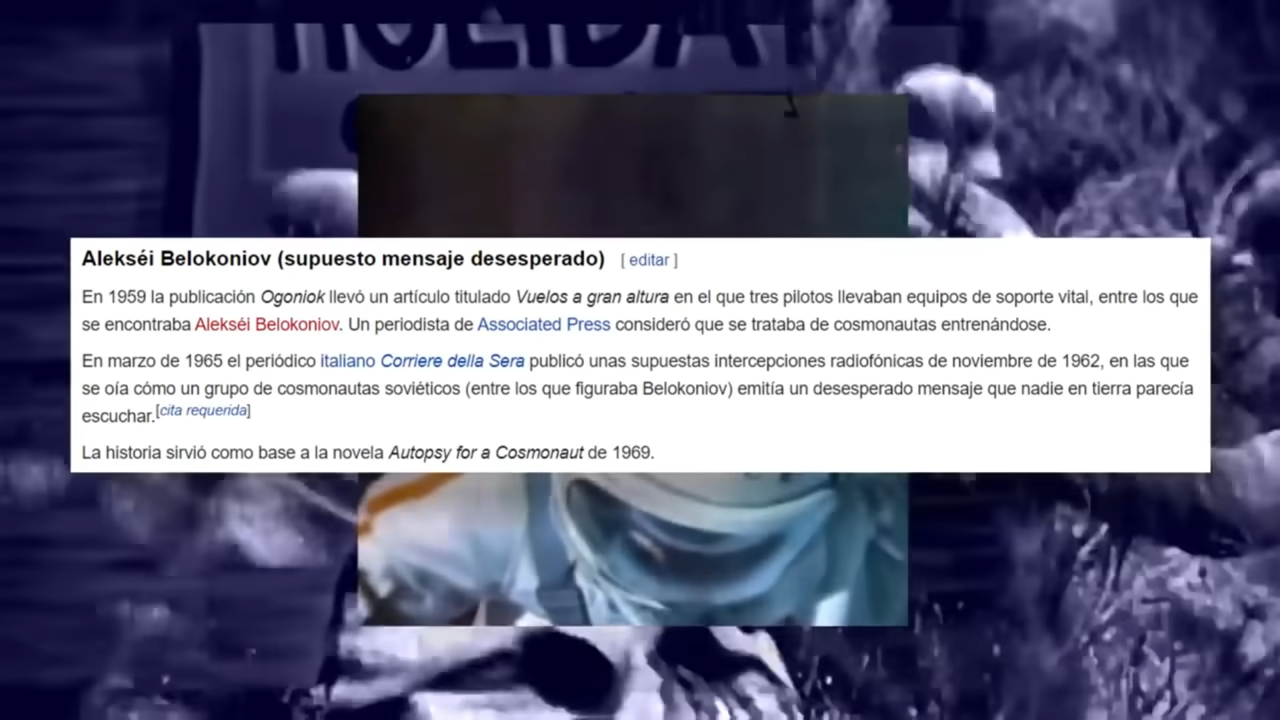 HOLIDAY
Alekséi Belokoniov (supuesto mensaje desesperado) [ editar ]
En 1959 la publicación Ogoniok llevó un artículo titulado Vuelos a gran altura en el que tres pilotos llevaban equipos de soporte vital, entre los que
se encontraba Alekséi Belokoniov. Un periodista de Associated Press consideró que se trataba de cosmonautas entrenándose.
En marzo de 1965 el periódico italiano Corriere della Sera publicó unas supuestas intercepciones radiofónicas de noviembre de 1962, en las que
se oía cómo un grupo de cosmonautas soviéticos (entre los que figuraba Belokoniov) emitía un desesperado mensaje que nadie en tierra parecía
escuchar.[cita requerida]
La historia sirvió como base a la novela Autopsy for a Cosmonaut de 1969.